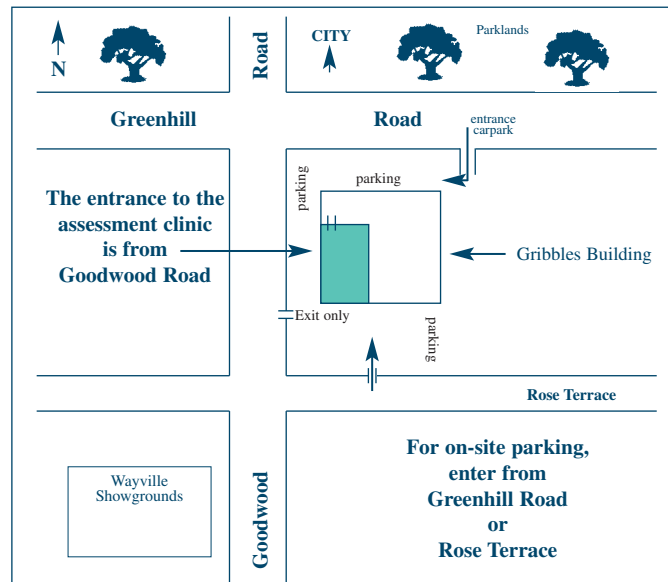 N
Road
CITY
Parklands
Greenhill
Road
entrance
carpark
parking
parking
The entrance to the
assessment clinic
is from
Goodwood Road
Gribbles Building
Exit only
parking
Rose Terrace
Wayville
Showgrounds
Goodwood
For on-site parking,
enter from
Greenhill Road
or
Rose Terrace